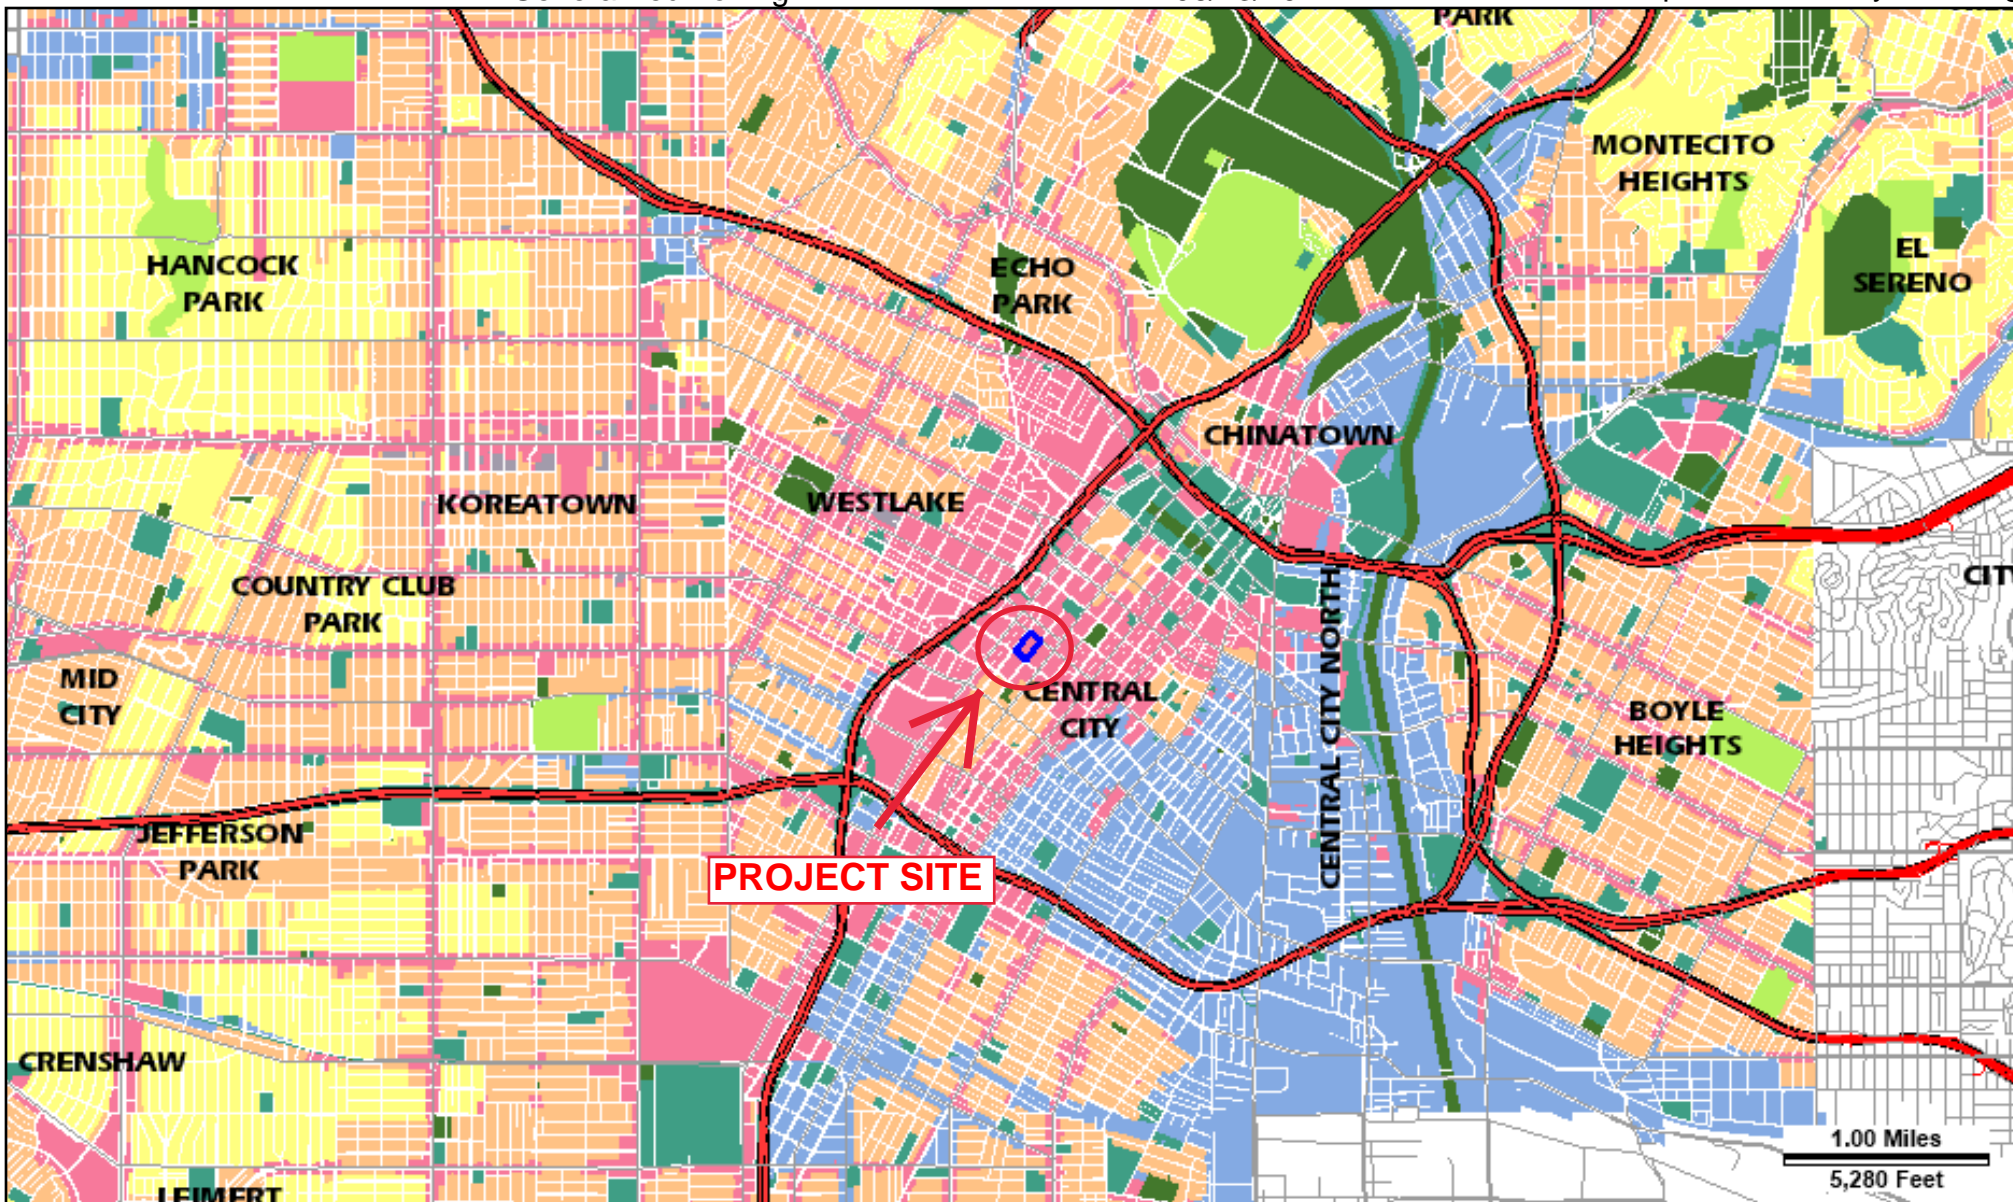 PARK
MONTECITO
HEIGHTS
HANCOCK
PARK
ECHO
PARK
EL
SERENO
CHINATOWN
KOREATOWN
WESTLAKE
COUNTRY CLUB
PARK
MID
CITY
CENTRAL
CITY
CENTRAL CITY NORTH
BOYLE
HEIGHTS
JEFFERSON
PARK
PROJECT SITE
CRENSHAW
LEIMERT
1.00 Miles
5,280 Feet